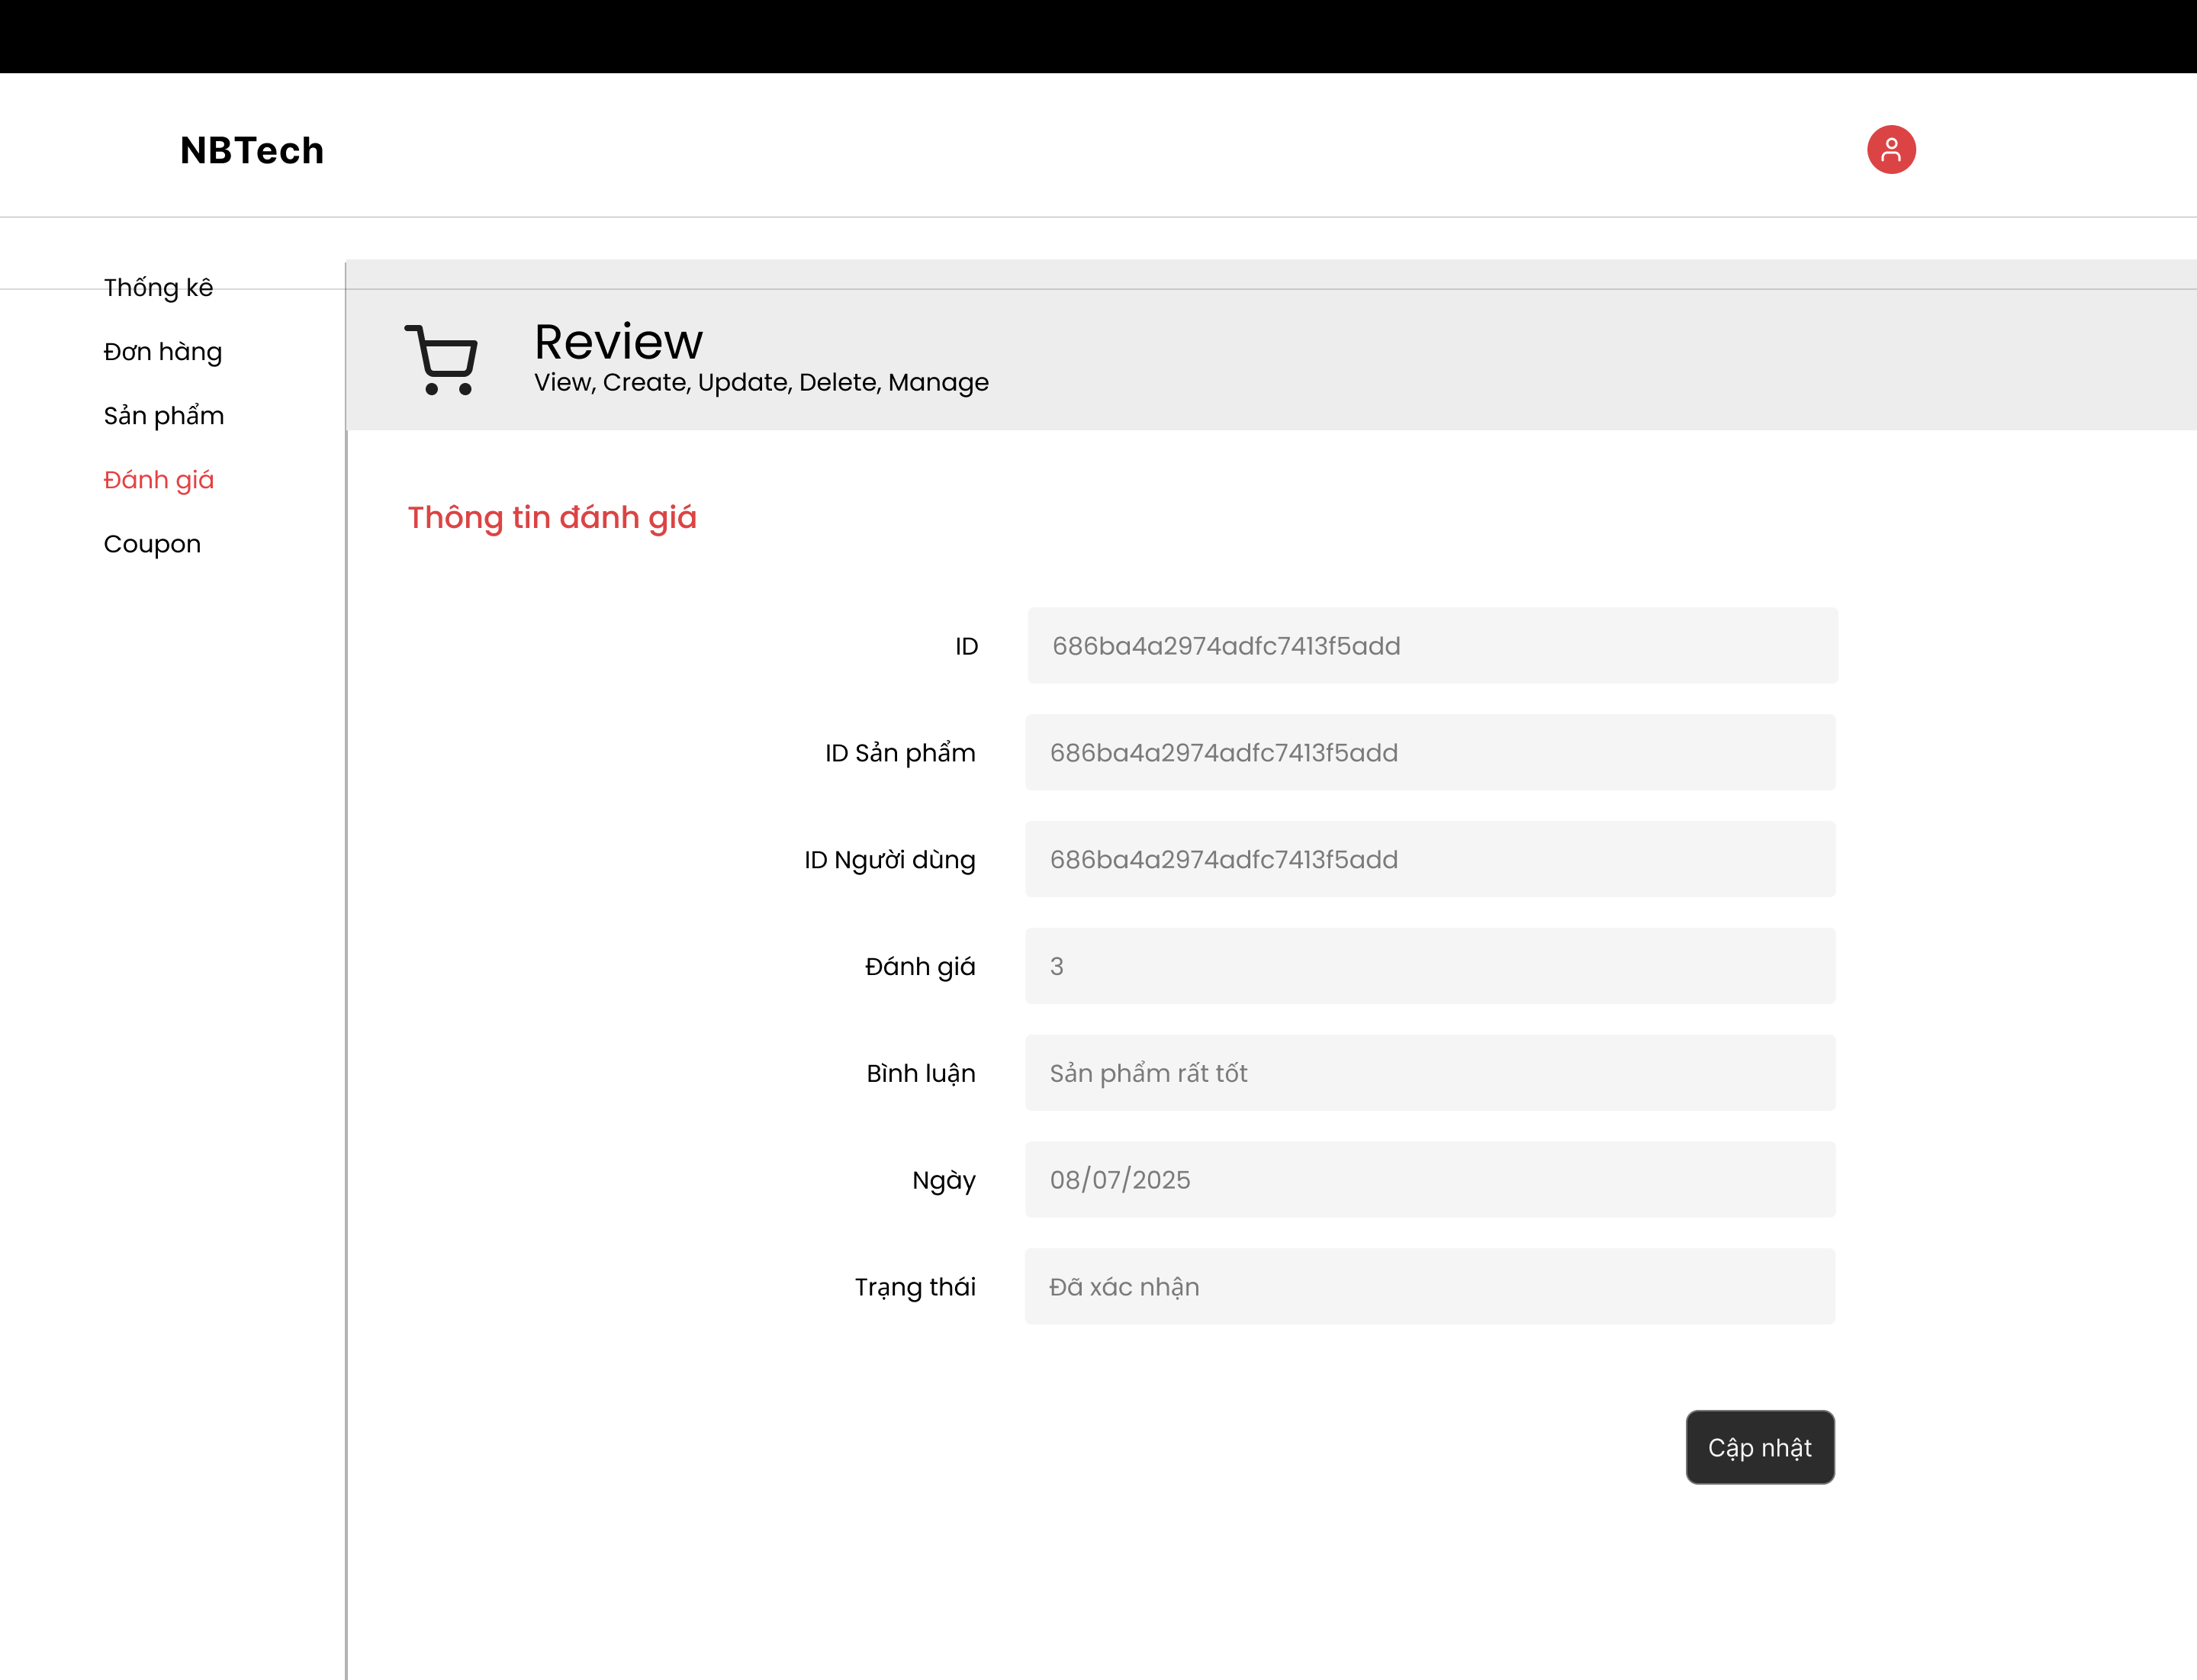 NBTech
Thống kê
Đơn hàng
Sản phẩm
Đánh giá
Coupon
Review
View, Create, Update, Delete, Manage
Thông tin đánh giá
ID 686ba4a2974adfc7413f5add
ID Sản phẩm 686ba4a2974adfc7413f5add
ID Người dùng 686ba4a2974adfc7413f5add
Đánh giá 3
Bình luận Sản phẩm rất tốt
Ngày 08/07/2025
Trạng thái Đã xác nhận
Cập nhật